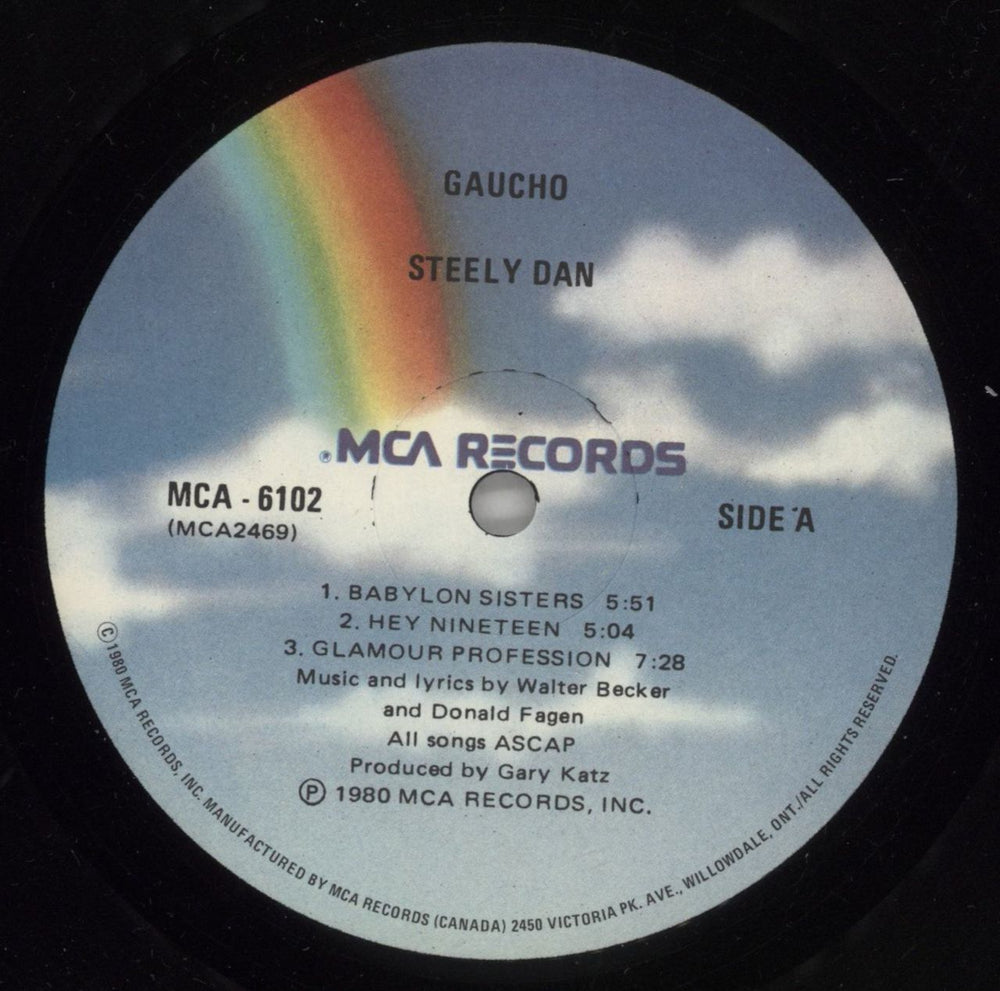 GAUCHO
STEELY DAN
® MCA RECORDS
MCA - 6102
(MCA2469)
SIDE A
1. BABYLON SISTERS 5:51
2. HEY NINETEEN 5:04
3. GLAMOUR PROFESSION 7:28
Music and lyrics by Walter Becker
and Donald Fagen
All songs ASCAP
Produced by Gary Katz
Ⓟ 1980 MCA RECORDS, INC.
©1980 MCA RECORDS, INC. MANUFACTURED BY MCA RECORDS (CANADA) 2450 VICTORIA PK. AVE., WILLOWDALE, ONT./ALL RIGHTS RESERVED.